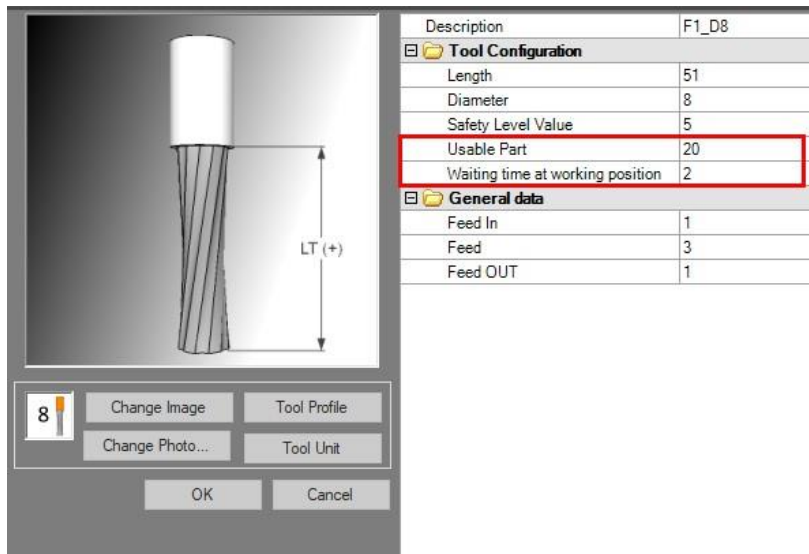 LT (+)
8
Change Image
Tool Profile
Change Photo...
Tool Unit
OK
Cancel
Description F1_D8
Tool Configuration
Length 51
Diameter 8
Safety Level Value 5
Usable Part 20
Waiting time at working position 2
General data
Feed In 1
Feed 3
Feed OUT 1